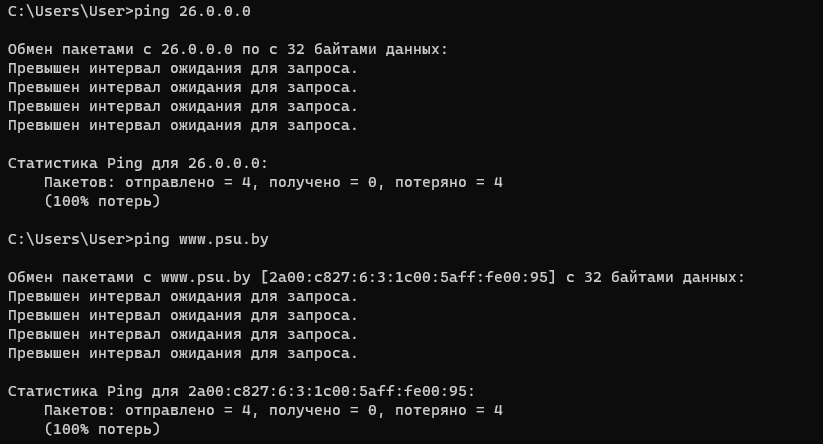 C:\Users\User>ping 26.0.0.0
Обмен пакетами с 26.0.0.0 по с 32 байтами данных:
Превышен интервал ожидания для запроса.
Превышен интервал ожидания для запроса.
Превышен интервал ожидания для запроса.
Превышен интервал ожидания для запроса.
Статистика Ping для 26.0.0.0:
Пакетов: отправлено = 4, получено = 0, потеряно = 4
(100% потерь)
C:\Users\User>ping www.psu.by
Обмен пакетами с www.psu.by [2a00:c827:6:3:1c00:5aff:fe00:95] с 32 байтами данных:
Превышен интервал ожидания для запроса.
Превышен интервал ожидания для запроса.
Превышен интервал ожидания для запроса.
Превышен интервал ожидания для запроса.
Статистика Ping для 2a00:c827:6:3:1c00:5aff:fe00:95:
Пакетов: отправлено = 4, получено = 0, потеряно = 4
(100% потерь)